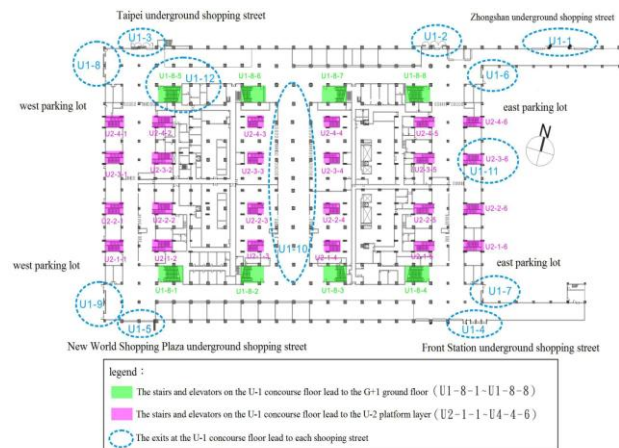 Taipei underground shopping street
Zhongshan underground shopping street
U1-3
U1-2
U1-1
U1-8
U1-8-5
U1-12
U1-8-6
U1-8-7
U1-8-8
U1-6
west parking lot
east parking lot
U2-4-1
U2-4-2
U2-4-3
U2-4-4
U2-4-5
U2-4-6
N
U2-3-1
U2-3-2
U2-3-3
U2-3-4
U2-3-5
U2-3-6
U1-11
U2-2-1
U2-2-2
U2-2-3
U2-2-4
U2-2-5
U2-2-6
U1-10
U2-1-1
U2-1-2
U2-1-3
U2-1-4
U2-1-6
west parking lot
east parking lot
U1-8-1
U1-8-2
U1-8-3
U1-8-4
U1-7
U1-9
U1-5
U1-4
New World Shopping Plaza underground shopping street
Front Station underground shopping street
legend：
The stairs and elevators on the U-1 concourse floor lead to the G+1 ground floor (U1-8-1~U1-8-8)
The stairs and elevators on the U-1 concourse floor lead to the U-2 platform layer (U2-1-1~U4-4-6)
The exits at the U-1 concourse floor lead to each shooping street